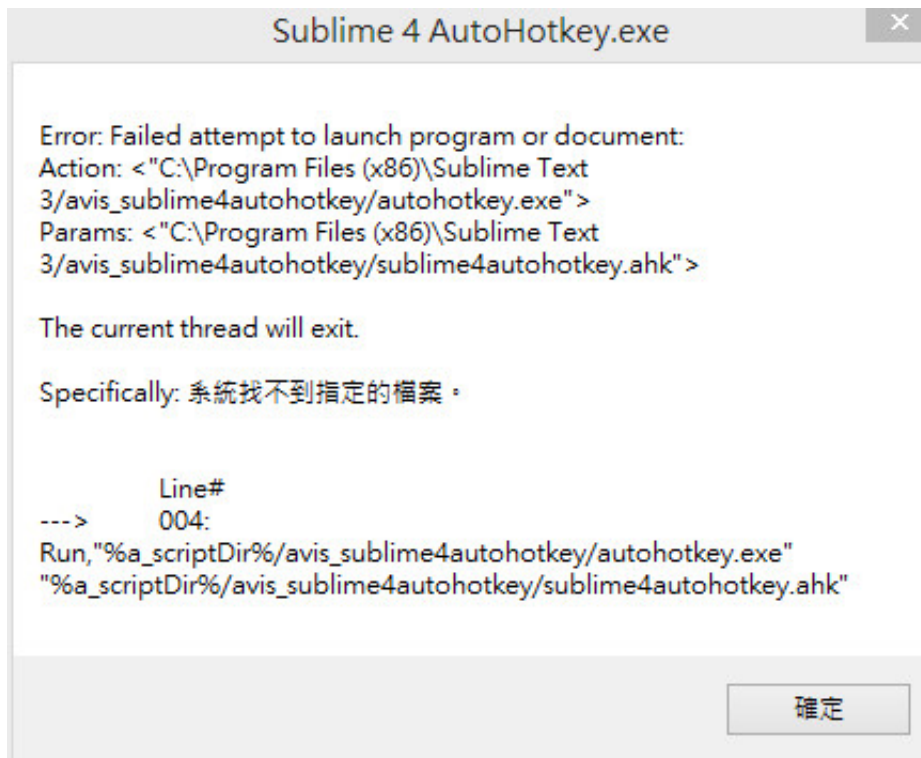 Sublime 4 AutoHotkey.exe
Error: Failed attempt to launch program or document:
Action: <"C:\Program Files (x86)\Sublime Text
3/avis_sublime4autohotkey/autohotkey.exe">
Params: <"C:\Program Files (x86)\Sublime Text
3/avis_sublime4autohotkey/sublime4autohotkey.ahk">
The current thread will exit.
Specifically: 系統找不到指定的檔案。
Line#
---> 004:
Run,"%a_scriptDir%/avis_sublime4autohotkey/autohotkey.exe"
"%a_scriptDir%/avis_sublime4autohotkey/sublime4autohotkey.ahk"
確定